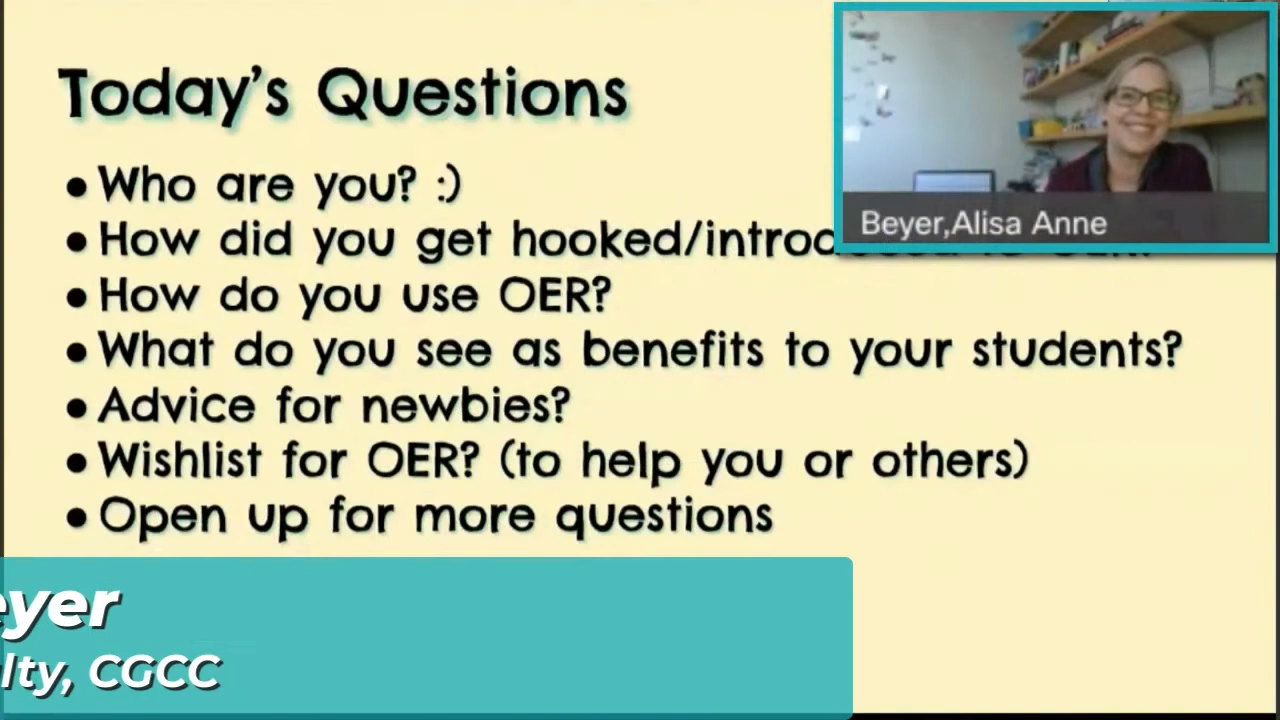 Today's Questions
• Who are you? :)
• How did you get hooked/introd
• How do you use OER?
• What do you see as benefits to your students?
• Advice for newbies?
• Wishlist for OER? (to help you or others)
• Open up for more questions
Beyer,Alisa Anne
eyer
lty, CGCC